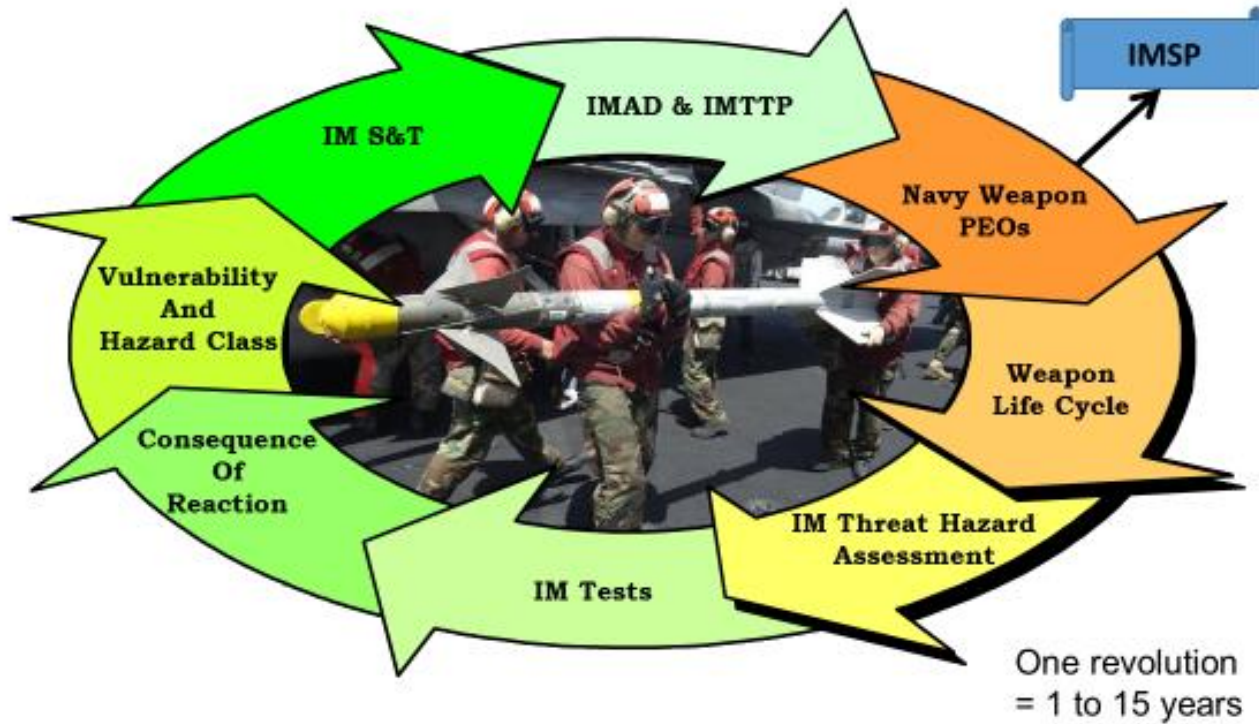 IMSP
IMAD & IMTTP
IM S&T
Navy Weapon
PEOs
Vulnerability
And
Hazard Class
Weapon
Life Cycle
Consequence
Of
Reaction
IM Threat Hazard
Assessment
IM Tests
One revolution
= 1 to 15 years